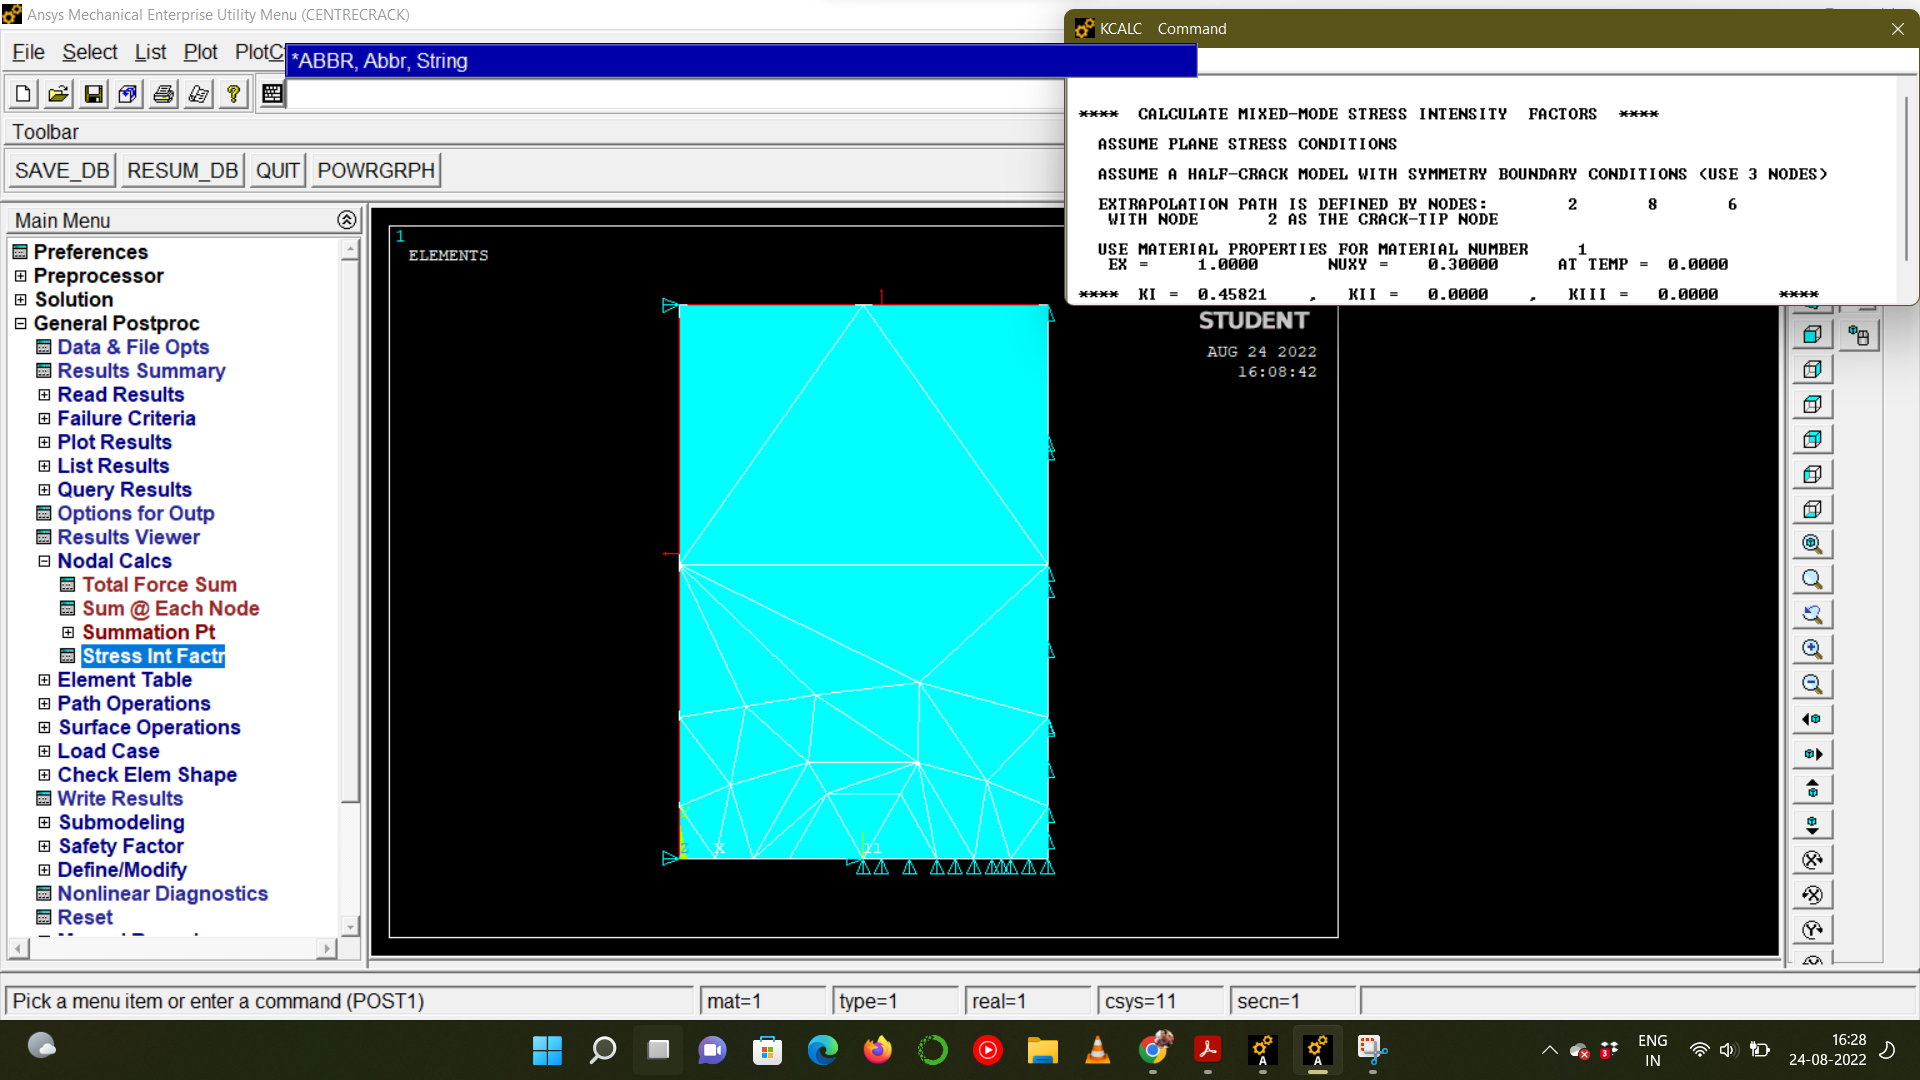 Ansys Mechanical Enterprise Utility Menu (CENTRECRACK)
File Select List Plot PlotC
*ABBR, Abbr, String
Toolbar
SAVE_DB RESUM_DB QUIT POWRGRPH
Main Menu
Preferences
Preprocessor
Solution
General Postproc
Data & File Opts
Results Summary
Read Results
Failure Criteria
Plot Results
List Results
Query Results
Options for Outp
Results Viewer
Nodal Calcs
Total Force Sum
Sum @ Each Node
Summation Pt
Stress Int Factr
Element Table
Path Operations
Surface Operations
Load Case
Check Elem Shape
Write Results
Submodeling
Safety Factor
Define/Modify
Nonlinear Diagnostics
Reset
1
ELEMENTS
STUDENT
AUG 24 2022
16:08:42
Y
Z X
11
KCALC Command
**** CALCULATE MIXED-MODE STRESS INTENSITY FACTORS ****
ASSUME PLANE STRESS CONDITIONS
ASSUME A HALF-CRACK MODEL WITH SYMMETRY BOUNDARY CONDITIONS (USE 3 NODES)
EXTRAPOLATION PATH IS DEFINED BY NODES: 2 8 6
WITH NODE 2 AS THE CRACK-TIP NODE
USE MATERIAL PROPERTIES FOR MATERIAL NUMBER 1
EX = 1.0000 NUXY = 0.30000 AT TEMP = 0.0000
**** KI = 0.45821 , KII = 0.0000 , KIII = 0.0000 ****
Pick a menu item or enter a command (POST1)
mat=1
type=1
real=1
csys=11
secn=1
ENG
IN
16:28
24-08-2022